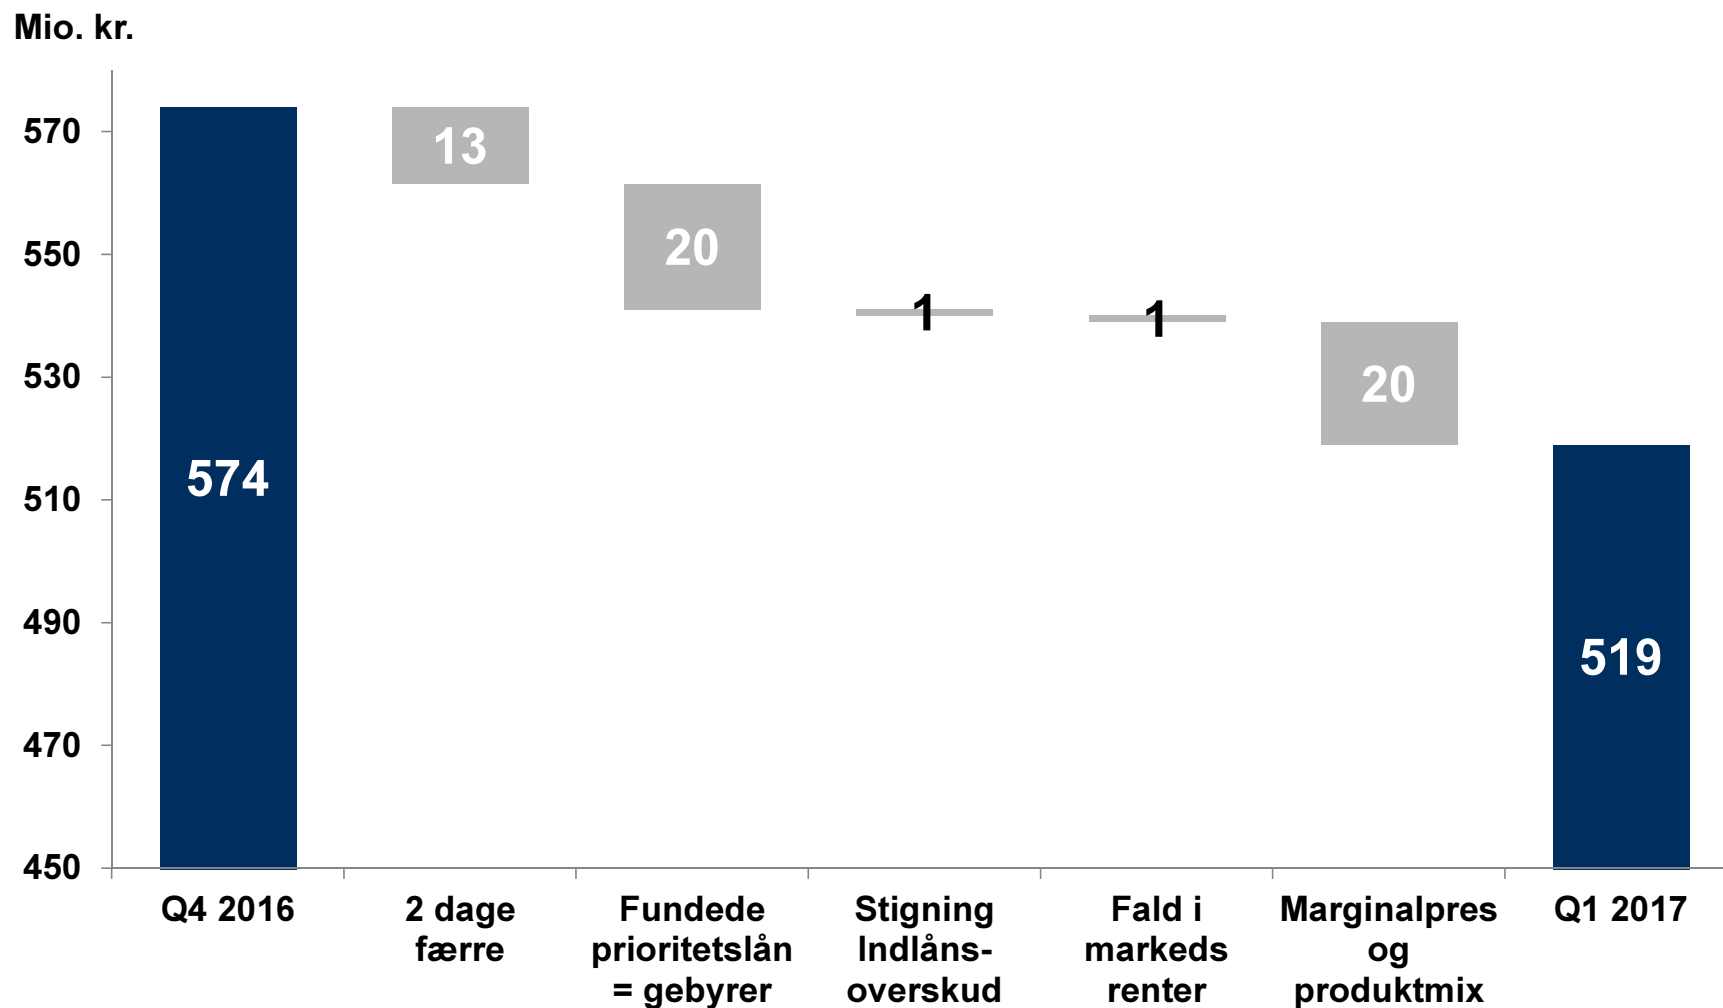 Mio. kr.
570
550
530
510
490
470
450
574
13
20
1
1
20
519
Q4 2016
2 dage
færre
Fundede
prioritetslån
= gebyrer
Stigning
Indlåns-
overskud
Fald i
markeds
renter
Marginalpres
og
produktmix
Q1 2017